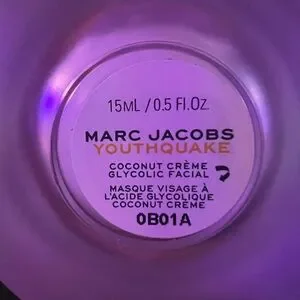 15ML/0.5 Fl.Oz.
MARC JACOBS
YOUTHQUAKE
COCONUT CRÈME
GLYCOLIC FACIAL
MASQUE VISAGE À
L'ACIDE GLYCOLIQUE
COCONUT CRÈME
0B01A